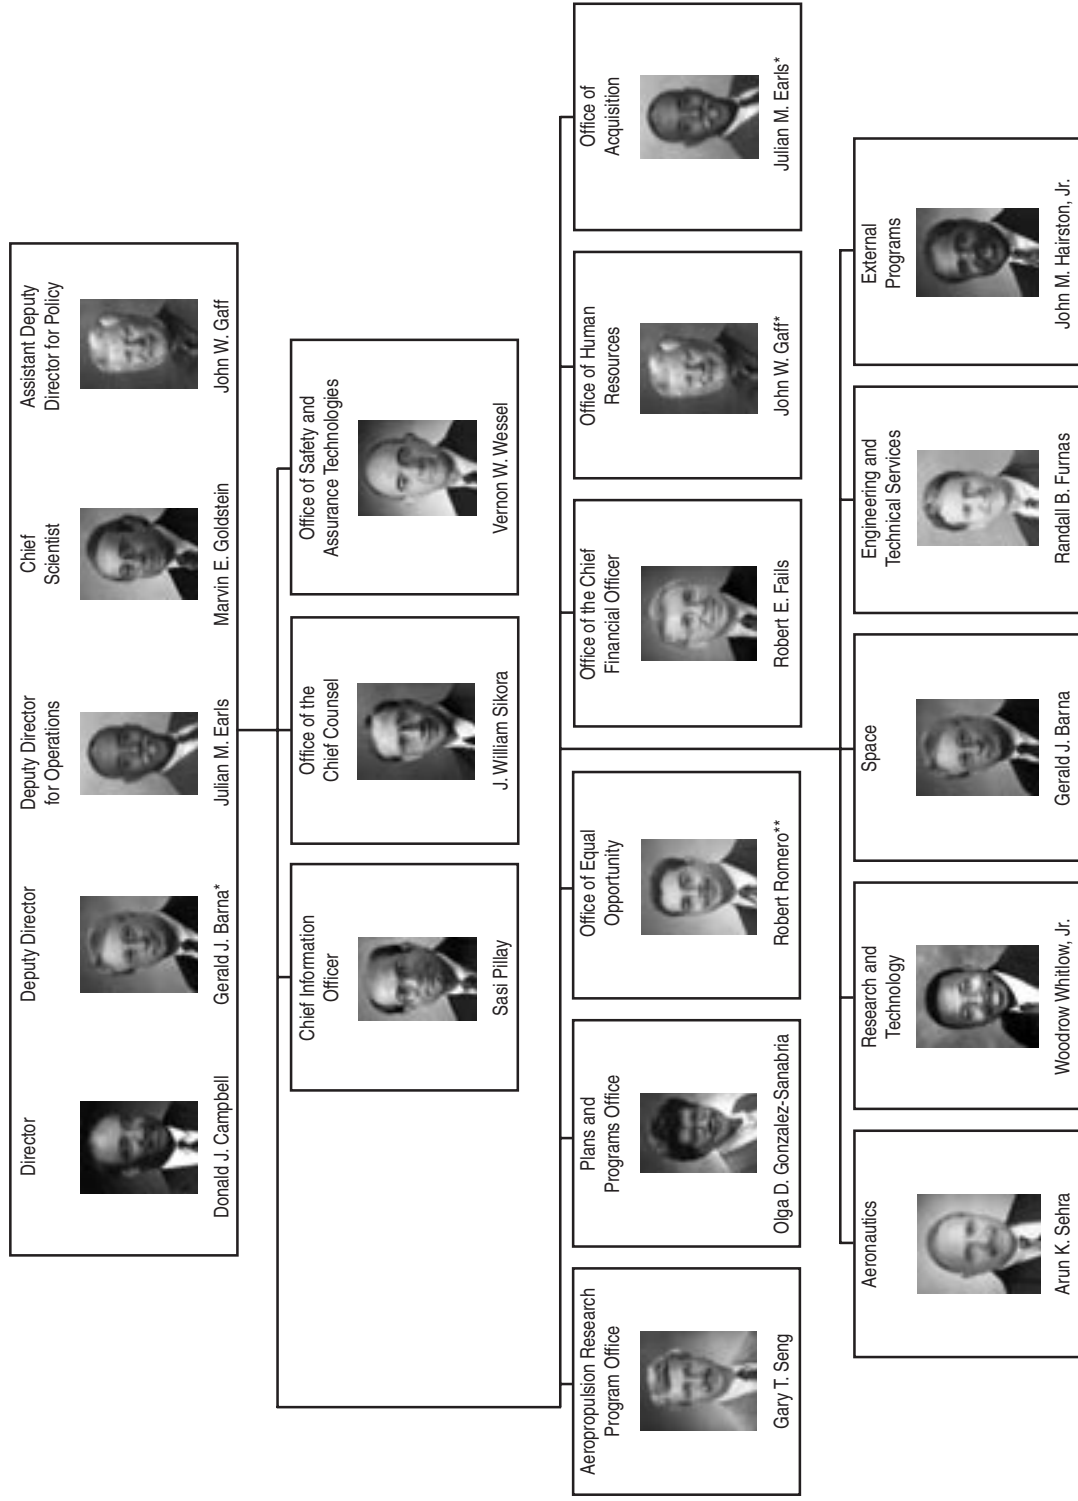 Director
Donald J. Campbell
Deputy Director
Gerald J. Barna*
Deputy Director
for Operations
Julian M. Earls
Chief
Scientist
Marvin E. Goldstein
Assistant Deputy
Director for Policy
John W. Gaff
Chief Information
Officer
Sasi Pillay
Office of the
Chief Counsel
J. William Sikora
Office of Safety and
Assurance Technologies
Vernon W. Wessel
Aeropropulsion Research
Program Office
Gary T. Seng
Plans and
Programs Office
Olga D. Gonzalez-Sanabria
Office of Equal
Opportunity
Robert Romero**
Office of the Chief
Financial Officer
Robert E. Fails
Office of Human
Resources
John W. Gaff*
Office of
Acquisition
Julian M. Earls*
Aeronautics
Arun K. Sehra
Research and
Technology
Woodrow Whitlow, Jr.
Space
Gerald J. Barna
Engineering and
Technical Services
Randall B. Furnas
External
Programs
John M. Hairston, Jr.